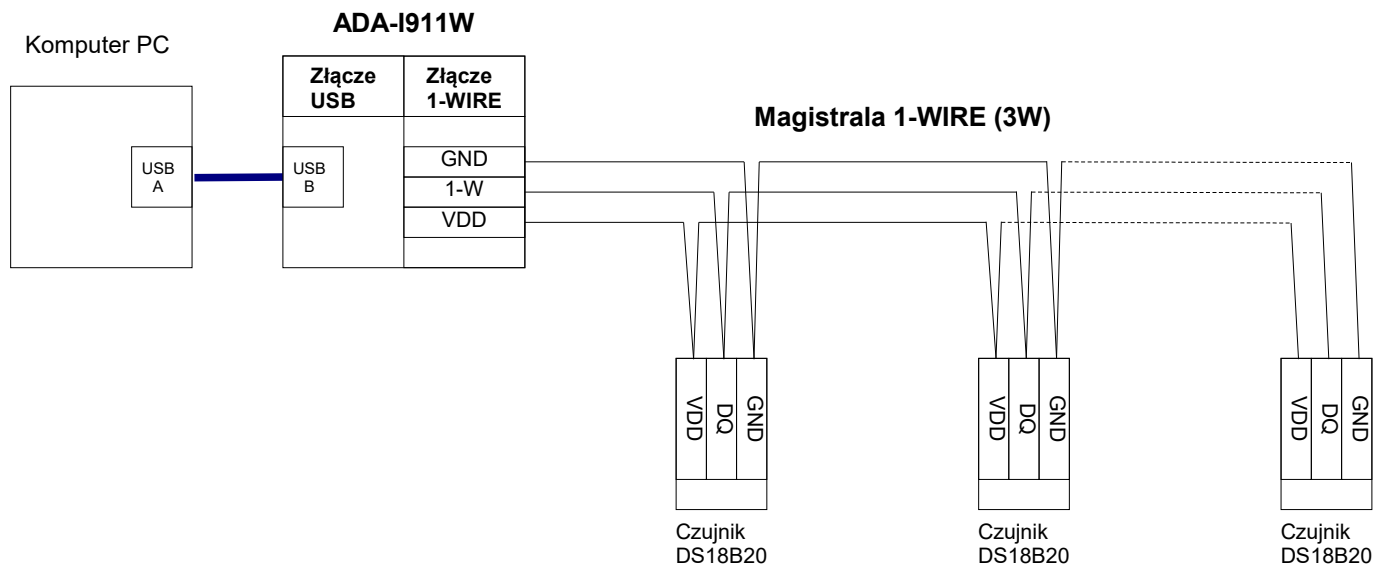 ADA-I911W
Komputer PC
Złącze
USB
Złącze
1-WIRE
Magistrala 1-WIRE (3W)
USB
A
USB
B
GND
1-W
VDD
VDD
DQ
GND
VDD
DQ
GND
VDD
DQ
GND
Czujnik
DS18B20
Czujnik
DS18B20
Czujnik
DS18B20